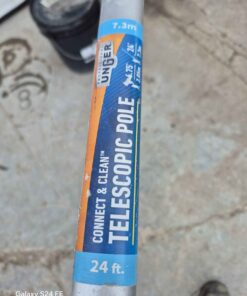 7.3m
UNGER
CONNECT & CLEAN™
TELESCOPIC POLE
24 ft.
Galaxy S24 FE